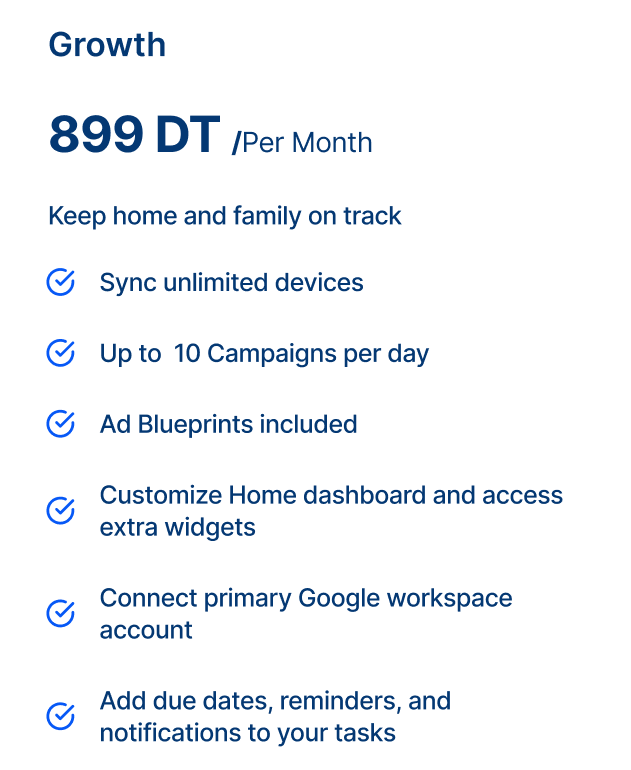 Growth
899 DT /Per Month
Keep home and family on track
Sync unlimited devices
Up to  10 Campaigns per day
Ad Blueprints included
Customize Home dashboard and access
extra widgets
Connect primary Google workspace
account
Add due dates, reminders, and
notifications to your tasks